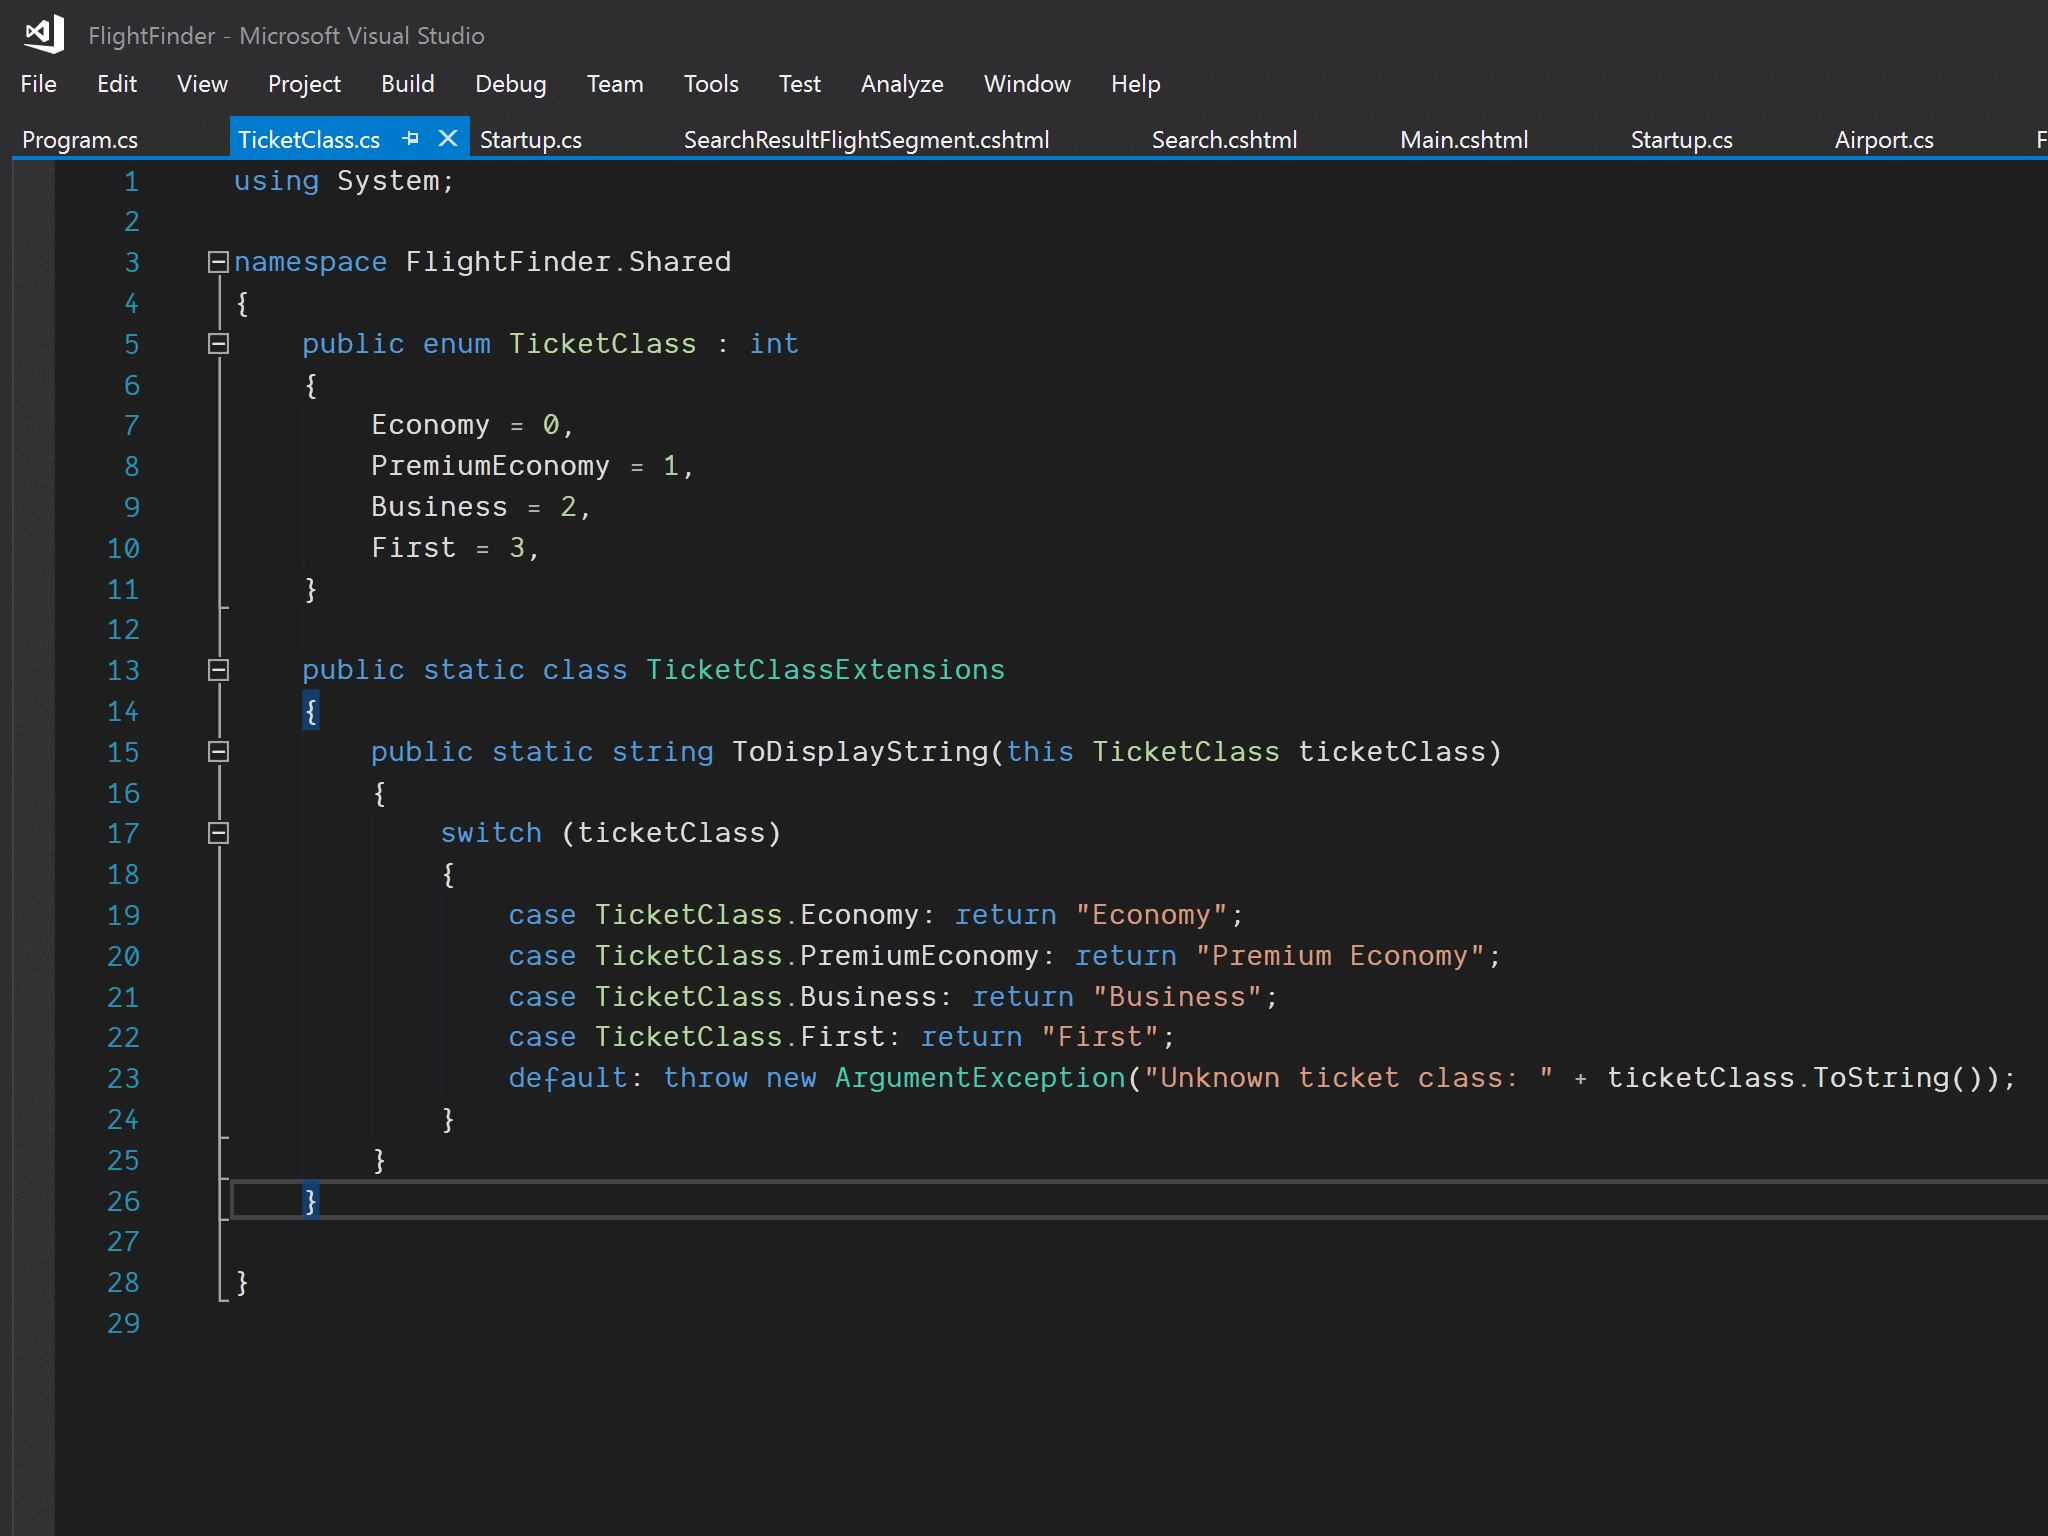 FlightFinder - Microsoft Visual Studio
File Edit View Project Build Debug Team Tools Test Analyze Window Help
Program.cs TicketClass.cs Startup.cs SearchResultFlightSegment.cshtml Search.cshtml Main.cshtml Startup.cs Airport.cs F
1 using System;
2
3 namespace FlightFinder.Shared
4 {
5 public enum TicketClass : int
6 {
7 Economy = 0,
8 PremiumEconomy = 1,
9 Business = 2,
10 First = 3,
11 }
12
13 public static class TicketClassExtensions
14 {
15 public static string ToDisplayString(this TicketClass ticketClass)
16 {
17 switch (ticketClass)
18 {
19 case TicketClass.Economy: return "Economy";
20 case TicketClass.PremiumEconomy: return "Premium Economy";
21 case TicketClass.Business: return "Business";
22 case TicketClass.First: return "First";
23 default: throw new ArgumentException("Unknown ticket class: " + ticketClass.ToString());
24 }
25 }
26 }
27
28 }
29